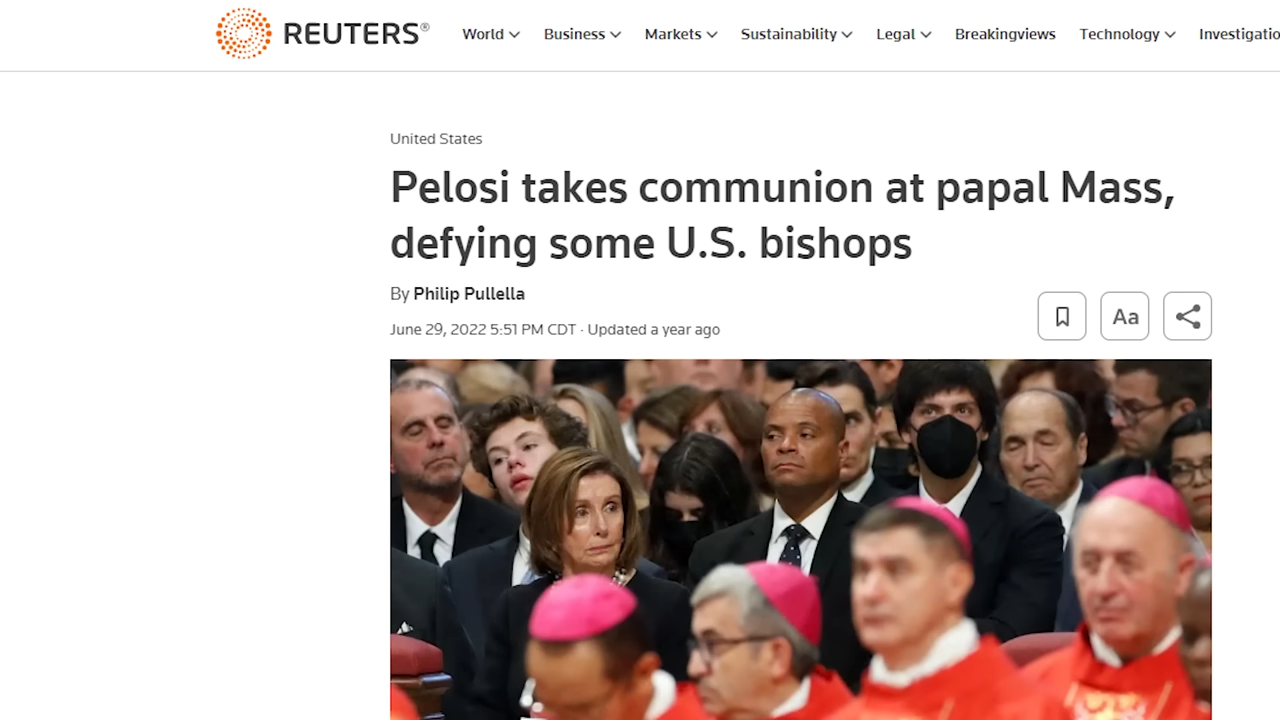 REUTERS®
World Business Markets Sustainability Legal Breakingviews Technology
United States
Pelosi takes communion at papal Mass,
defying some U.S. bishops
By Philip Pullella
June 29, 2022 5:51 PM CDT · Updated a year ago
Aa